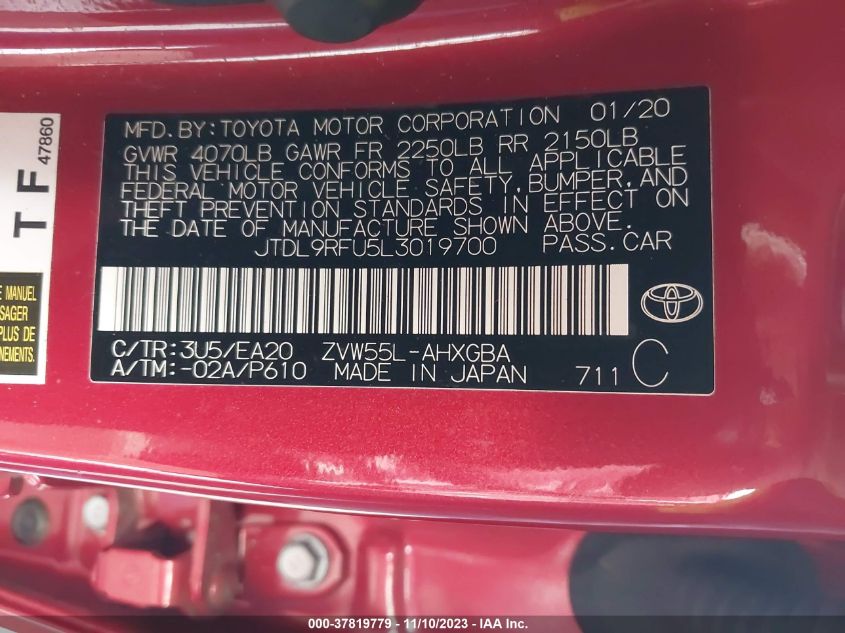 MFD. BY: TOYOTA MOTOR CORPORATION 01/20
GVWR 4070LB GAWR FR 2250LB RR 2150LB
THIS VEHICLE CONFORMS TO ALL APPLICABLE
FEDERAL MOTOR VEHICLE SAFETY, BUMPER, AND
THEFT PREVENTION STANDARDS IN EFFECT ON
THE DATE OF MANUFACTURE SHOWN ABOVE.
JTDL9RFU5L3019700 PASS. CAR
C/TR: 3U5/EA20 ZVW55L-AHXGBA
A/TM: -02A/P610 MADE IN JAPAN 711 C
T F
47860
MANUEL
PLUS DE
000-37819779 - 11/10/2023 - Copyright © IAA Inc.